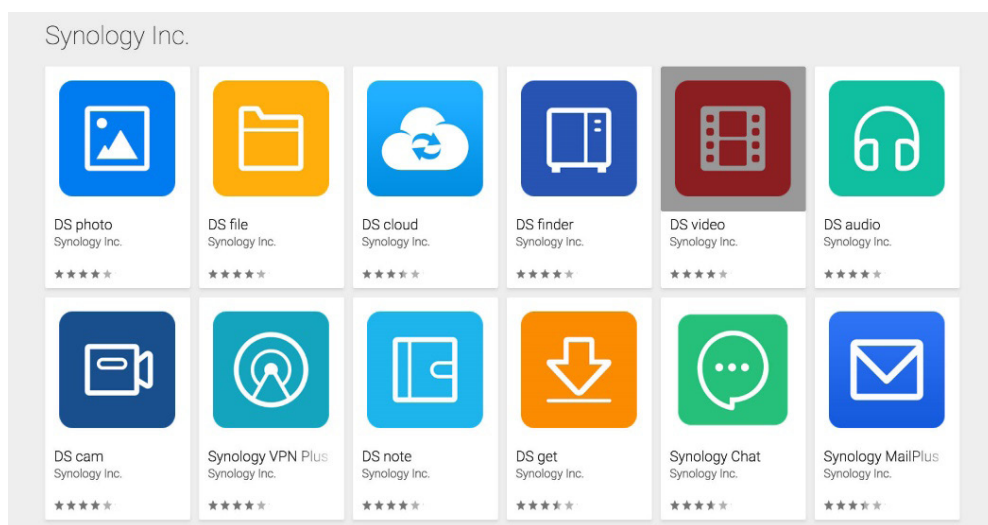 Synology Inc.
DS photo
Synology Inc.
DS file
Synology Inc.
DS cloud
Synology Inc.
DS finder
Synology Inc.
DS video
Synology Inc.
DS audio
Synology Inc.
DS cam
Synology Inc.
Synology VPN Plus
Synology Inc.
DS note
Synology Inc.
DS get
Synology Inc.
Synology Chat
Synology Inc.
Synology MailPlus
Synology Inc.